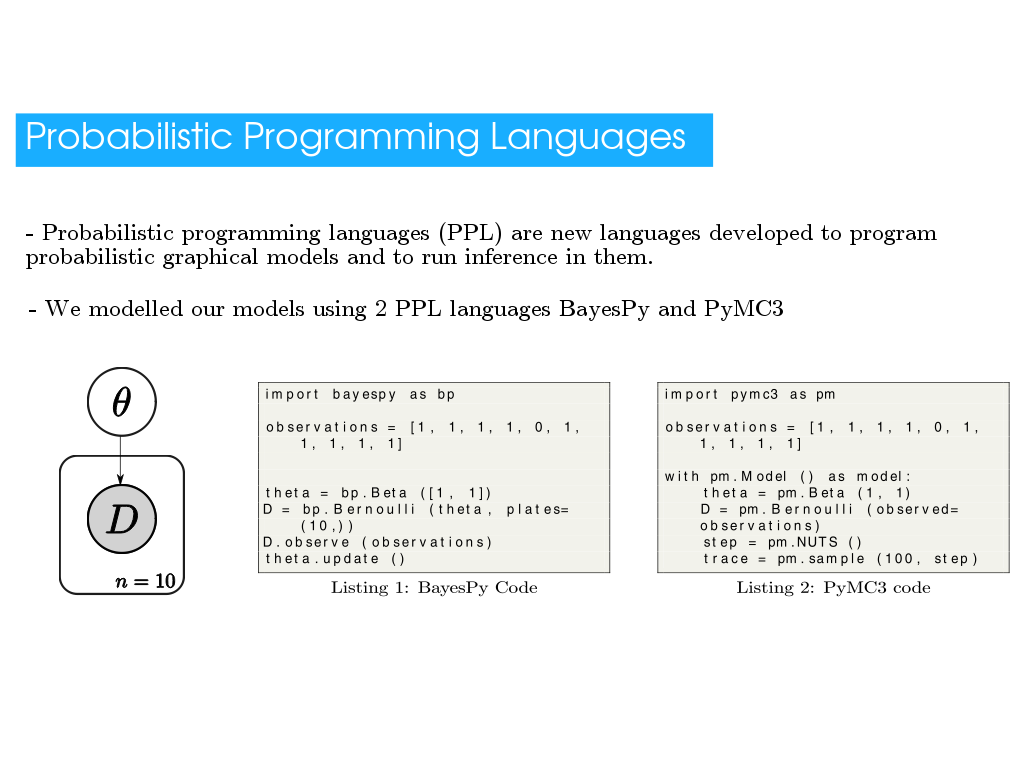 Probabilistic Programming Languages
- Probabilistic programming languages (PPL) are new languages developed to program
probabilistic graphical models and to run inference in them.
- We modelled our models using 2 PPL languages BayesPy and PyMC3
θ
D
n = 10
import bayespy as bp
observations = [1, 1, 1, 1, 0, 1,
1, 1, 1, 1]
theta = bp.Beta ([1, 1])
D = bp.Bernoulli (theta, plates=
(10,))
D.observe (observations)
theta.update ()
Listing 1: BayesPy Code
import pymc3 as pm
observations = [1, 1, 1, 1, 0, 1,
1, 1, 1, 1]
with pm.Model () as model:
theta = pm.Beta (1, 1)
D = pm.Bernoulli (observed=
observations)
step = pm.NUTS ()
trace = pm.sample (100, step)
Listing 2: PyMC3 code